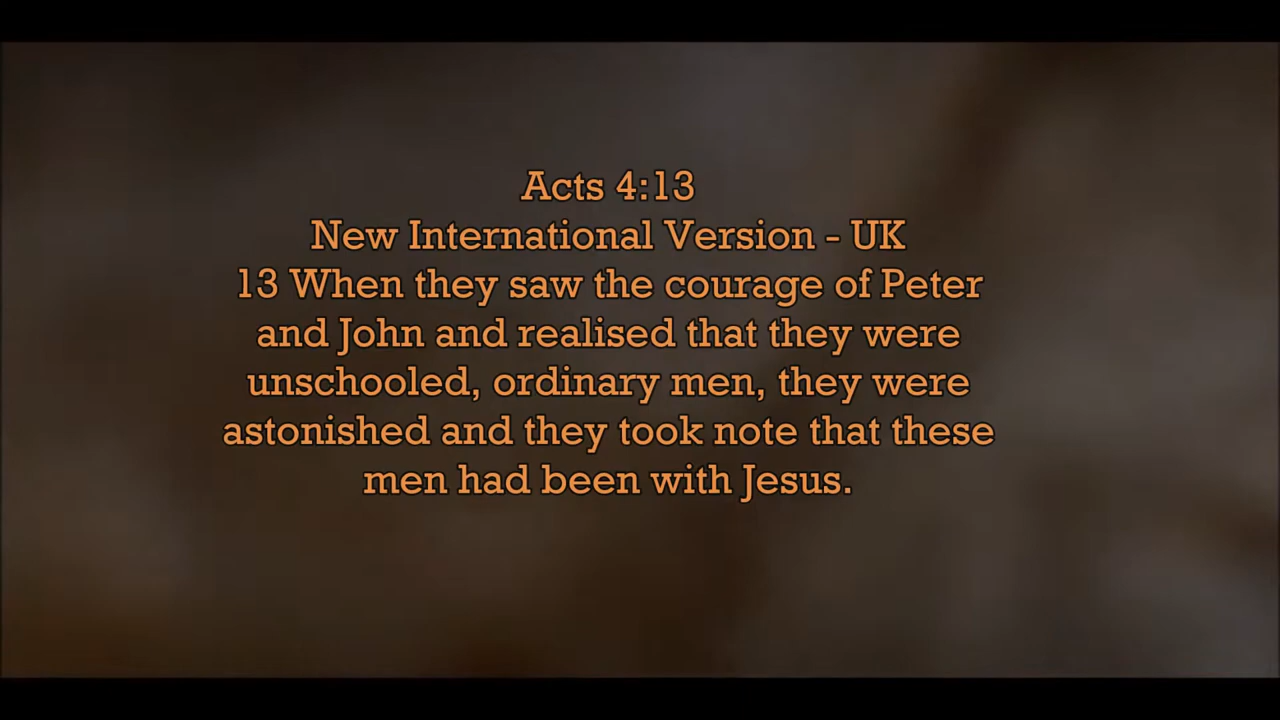 Acts 4:13
New International Version - UK
13 When they saw the courage of Peter
and John and realised that they were
unschooled, ordinary men, they were
astonished and they took note that these
men had been with Jesus.